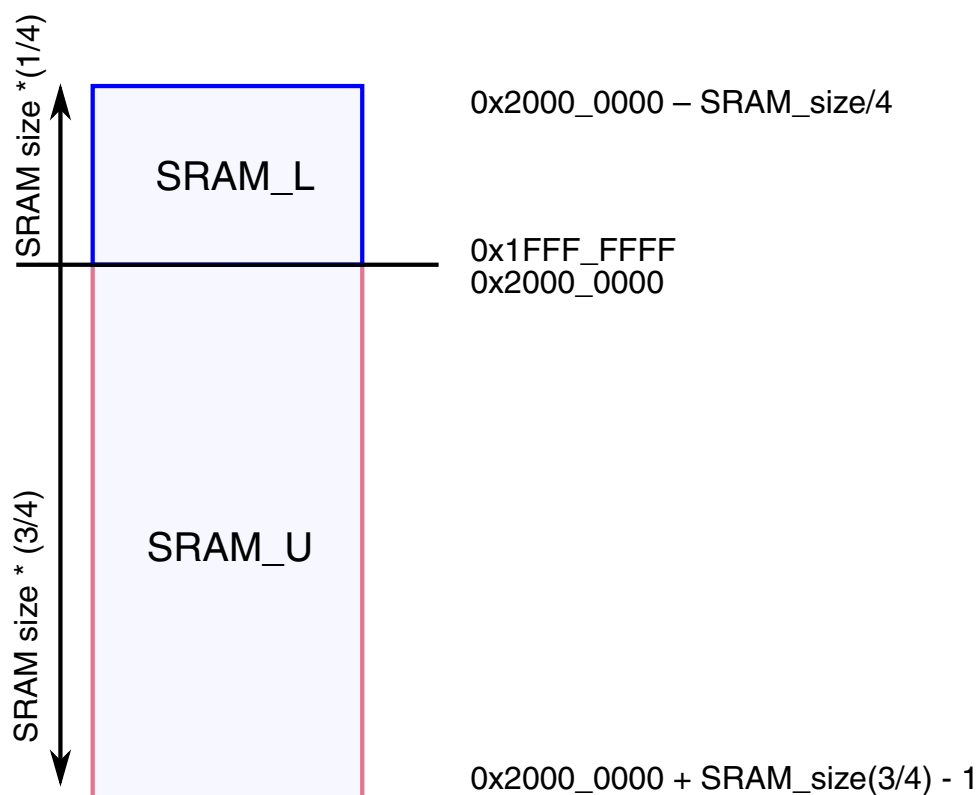 SRAM size *(1/4)
0x2000_0000 – SRAM_size/4
SRAM_L
0x1FFF_FFFF
0x2000_0000
SRAM size * (3/4)
SRAM_U
0x2000_0000 + SRAM_size(3/4) - 1